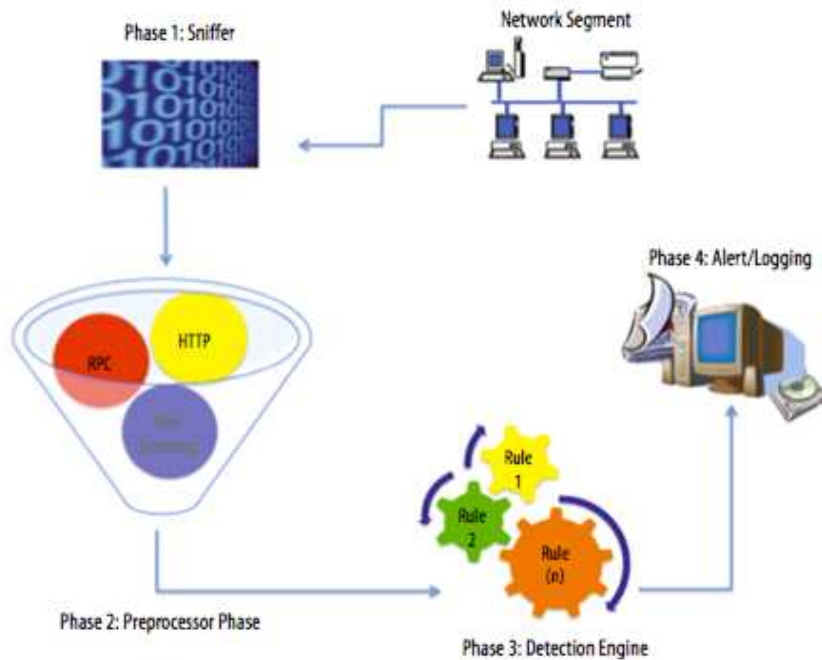 Phase 1: Sniffer
Network Segment
RPC
HTTP
Phase 4: Alert/Logging
Rule
1
Rule
2
Rule
(n)
Phase 2: Preprocessor Phase
Phase 3: Detection Engine